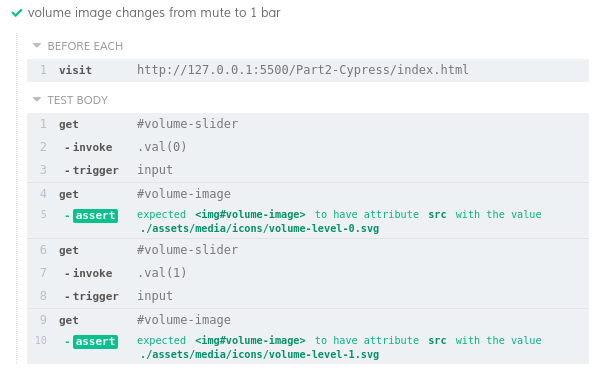 volume image changes from mute to 1 bar
BEFORE EACH
1 visit http://127.0.0.1:5500/Part2-Cypress/index.html
TEST BODY
1 get #volume-slider
2 -invoke .val(0)
3 -trigger input
4 get #volume-image
5 -assert expected <img#volume-image> to have attribute src with the value
./assets/media/icons/volume-level-0.svg
6 get #volume-slider
7 -invoke .val(1)
8 -trigger input
9 get #volume-image
10 -assert expected <img#volume-image> to have attribute src with the value
./assets/media/icons/volume-level-1.svg